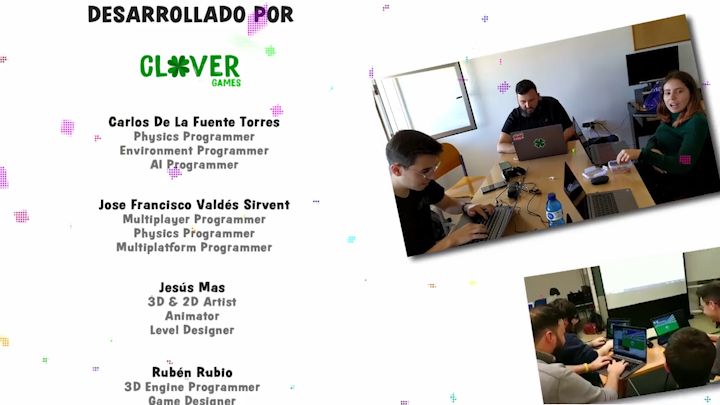 DESARROLLADO POR
CLOVER
GAMES
Carlos De La Fuente Torres
Physics Programmer
Environment Programmer
AI Programmer
Jose Francisco Valdés Sirvent
Multiplayer Programmer
Physics Programmer
Multiplatform Programmer
Jesús Mas
3D & 2D Artist
Animator
Level Designer
Rubén Rubio
3D Engine Programmer
Game Designer